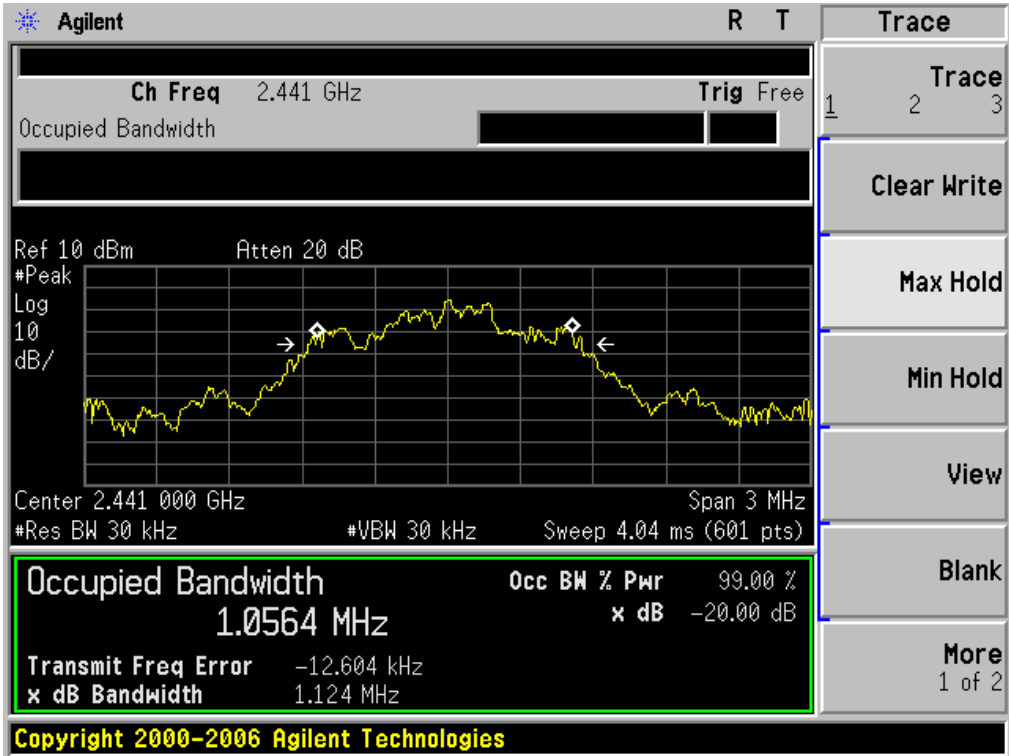 Agilent R T
Ch Freq 2.441 GHz Trig Free
Occupied Bandwidth
Ref 10 dBm Atten 20 dB
#Peak
Log
10
dB/
Center 2.441 000 GHz Span 3 MHz
#Res BW 30 kHz #VBW 30 kHz Sweep 4.04 ms (601 pts)
Occupied Bandwidth Occ BW % Pwr 99.00 %
1.0564 MHz x dB -20.00 dB
Transmit Freq Error -12.604 kHz
x dB Bandwidth 1.124 MHz
Copyright 2000-2006 Agilent Technologies
Trace
Trace
1 2 3
Clear Write
Max Hold
Min Hold
View
Blank
More
1 of 2